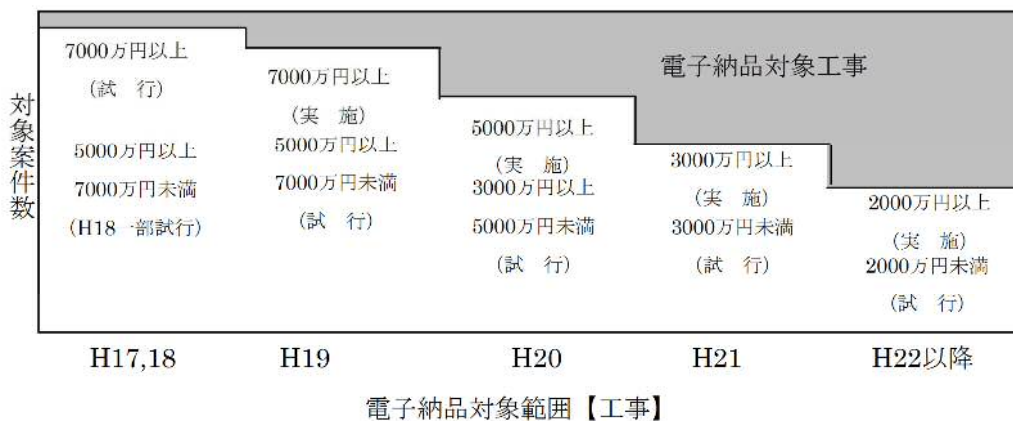 電子納品対象工事
対象案件数
7000万円以上
(試 行)
5000万円以上
7000万円未満
(H18一部試行)
7000万円以上
(実 施)
5000万円以上
7000万円未満
(試 行)
5000万円以上
(実 施)
3000万円以上
5000万円未満
(試 行)
3000万円以上
(実 施)
3000万円未満
(試 行)
2000万円以上
(実 施)
2000万円未満
(試 行)
H17,18
H19
H20
H21
H22以降
電子納品対象範囲【工事】